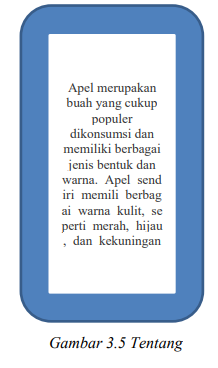 Apel merupakan
buah yang cukup
populer
dikonsumsi dan
memiliki berbagai
jenis bentuk dan
warna. Apel send
iri memili berbag
ai warna kulit, se
perti merah, hijau
, dan kekuningan
Gambar 3.5 Tentang